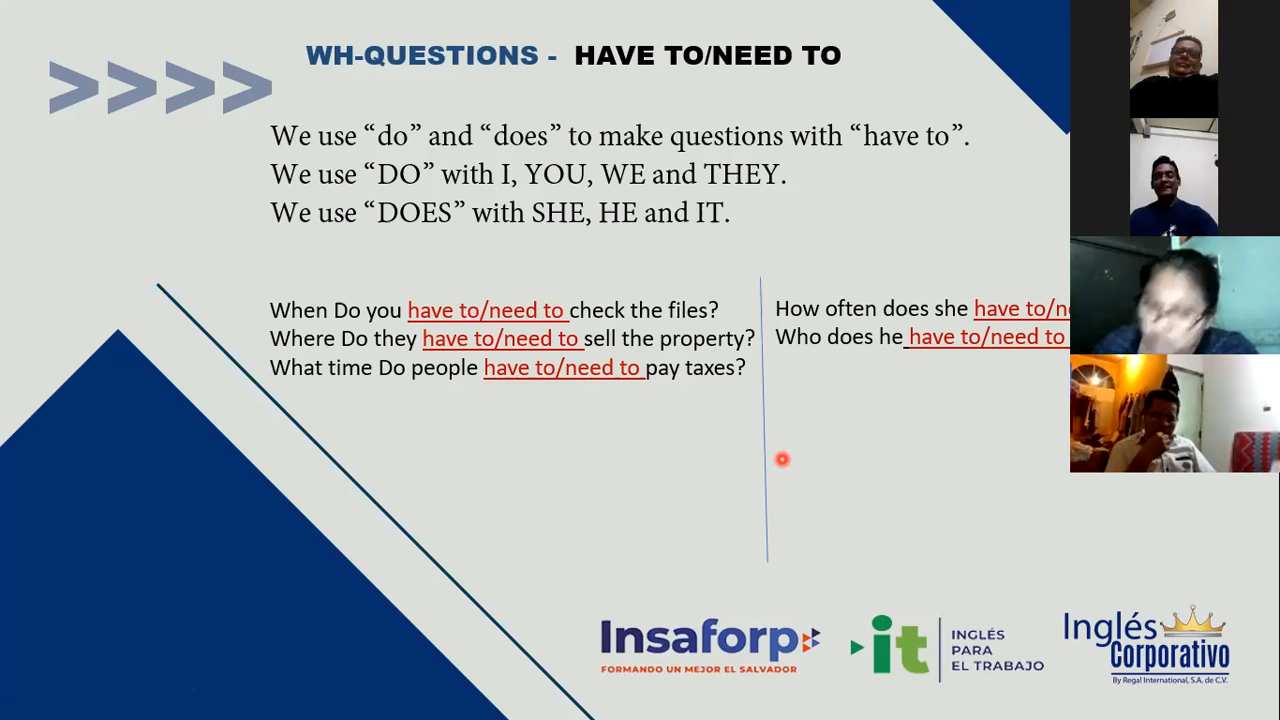 WH-QUESTIONS - HAVE TO/NEED TO
We use “do” and “does” to make questions with “have to”.
We use “DO” with I, YOU, WE and THEY.
We use “DOES” with SHE, HE and IT.
When Do you have to/need to check the files?
Where Do they have to/need to sell the property?
What time Do people have to/need to pay taxes?
How often does she have to/n
Who does he have to/need to
Insaforp
FORMANDO UN MEJOR EL SALVADOR
it
INGLÉS
PARA
EL TRABAJO
Inglés
Corporativo
By Regal International, S.A. de C.V.